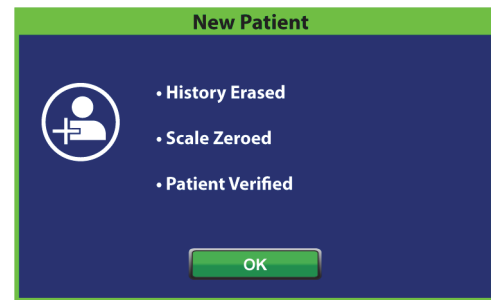 New Patient
• History Erased
• Scale Zeroed
• Patient Verified
OK